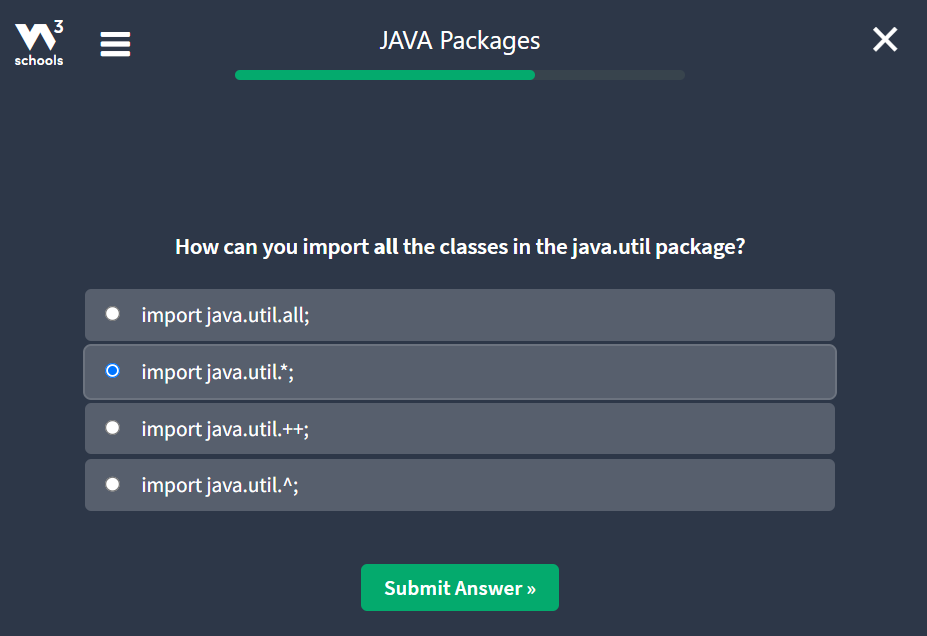 3
schools
JAVA Packages
How can you import all the classes in the java.util package?
import java.util.all;
import java.util.*;
import java.util.++;
import java.util.^;
Submit Answer »